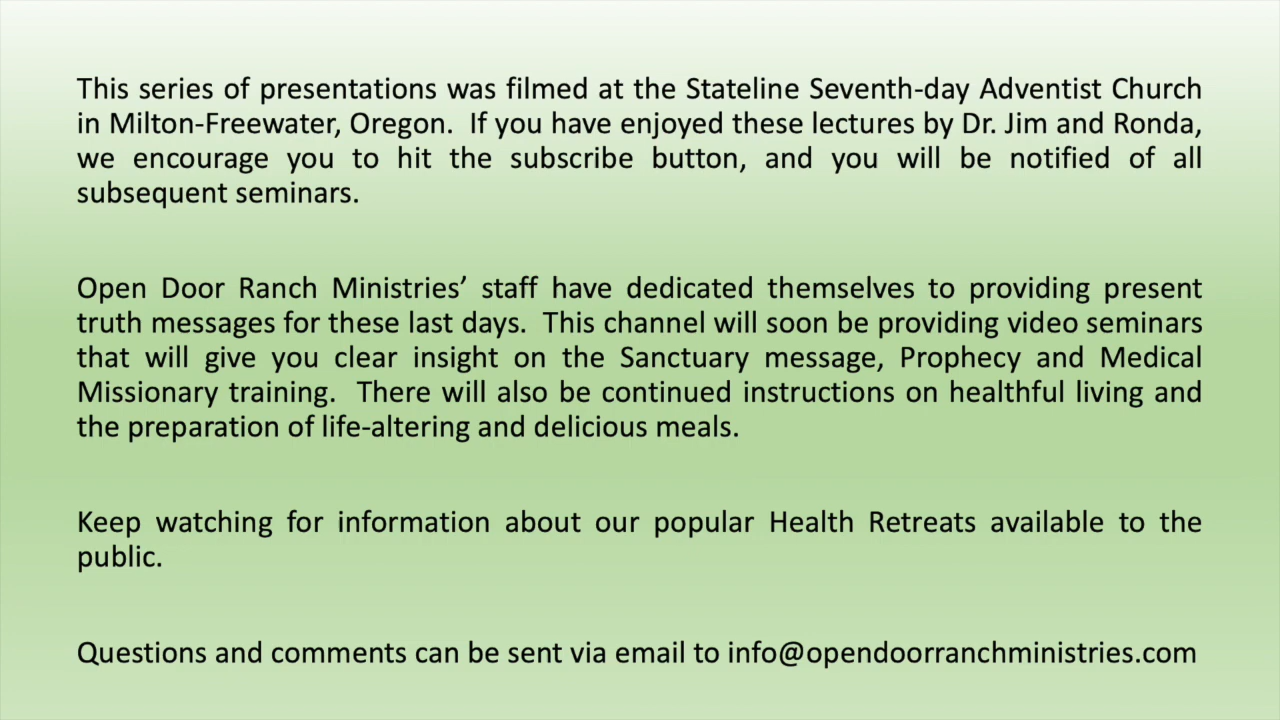 This series of presentations was filmed at the Stateline Seventh-day Adventist Church
in Milton-Freewater, Oregon.  If you have enjoyed these lectures by Dr. Jim and Ronda,
we encourage you to hit the subscribe button, and you will be notified of all
subsequent seminars.
Open Door Ranch Ministries’ staff have dedicated themselves to providing present
truth messages for these last days.  This channel will soon be providing video seminars
that will give you clear insight on the Sanctuary message, Prophecy and Medical
Missionary training.  There will also be continued instructions on healthful living and
the preparation of life-altering and delicious meals.
Keep watching for information about our popular Health Retreats available to the
public.
Questions and comments can be sent via email to info@opendoorranchministries.com